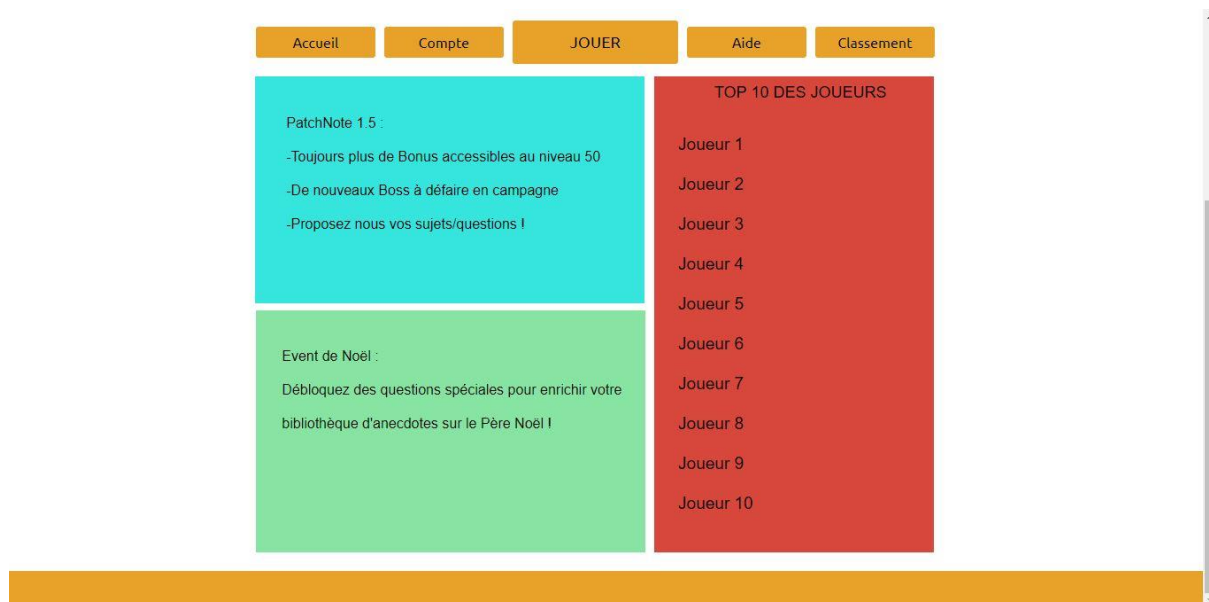 Accueil
Compte
JOUER
Aide
Classement
PatchNote 1.5 :
-Toujours plus de Bonus accessibles au niveau 50
-De nouveaux Boss à défaire en campagne
-Proposez nous vos sujets/questions !
Event de Noël :
Débloquez des questions spéciales pour enrichir votre
bibliothèque d'anecdotes sur le Père Noël !
TOP 10 DES JOUEURS
Joueur 1
Joueur 2
Joueur 3
Joueur 4
Joueur 5
Joueur 6
Joueur 7
Joueur 8
Joueur 9
Joueur 10